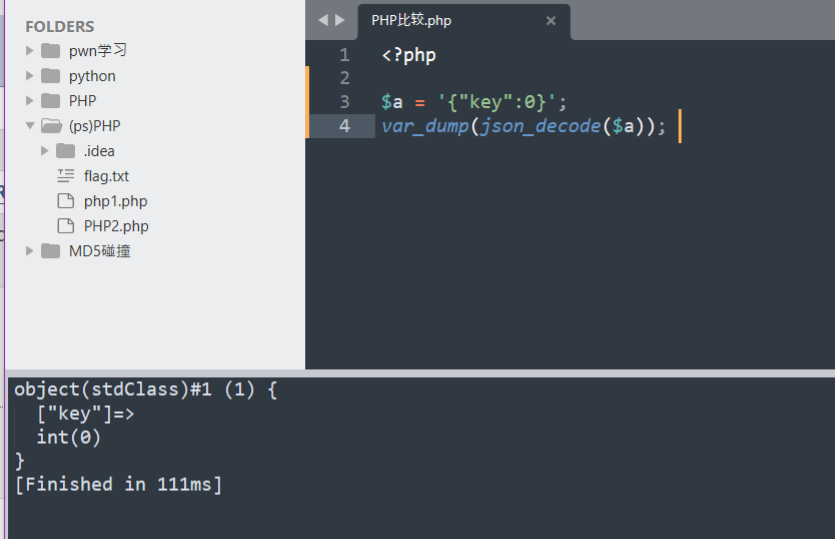 FOLDERS
pwn学习
python
PHP
(ps)PHP
.idea
flag.txt
php1.php
PHP2.php
MD5碰撞
PHP比较.php
1 <?php
2
3 $a = '{"key":0}';
4 var_dump(json_decode($a));
object(stdClass)#1 (1) {
["key"]=>
int(0)
}
[Finished in 111ms]